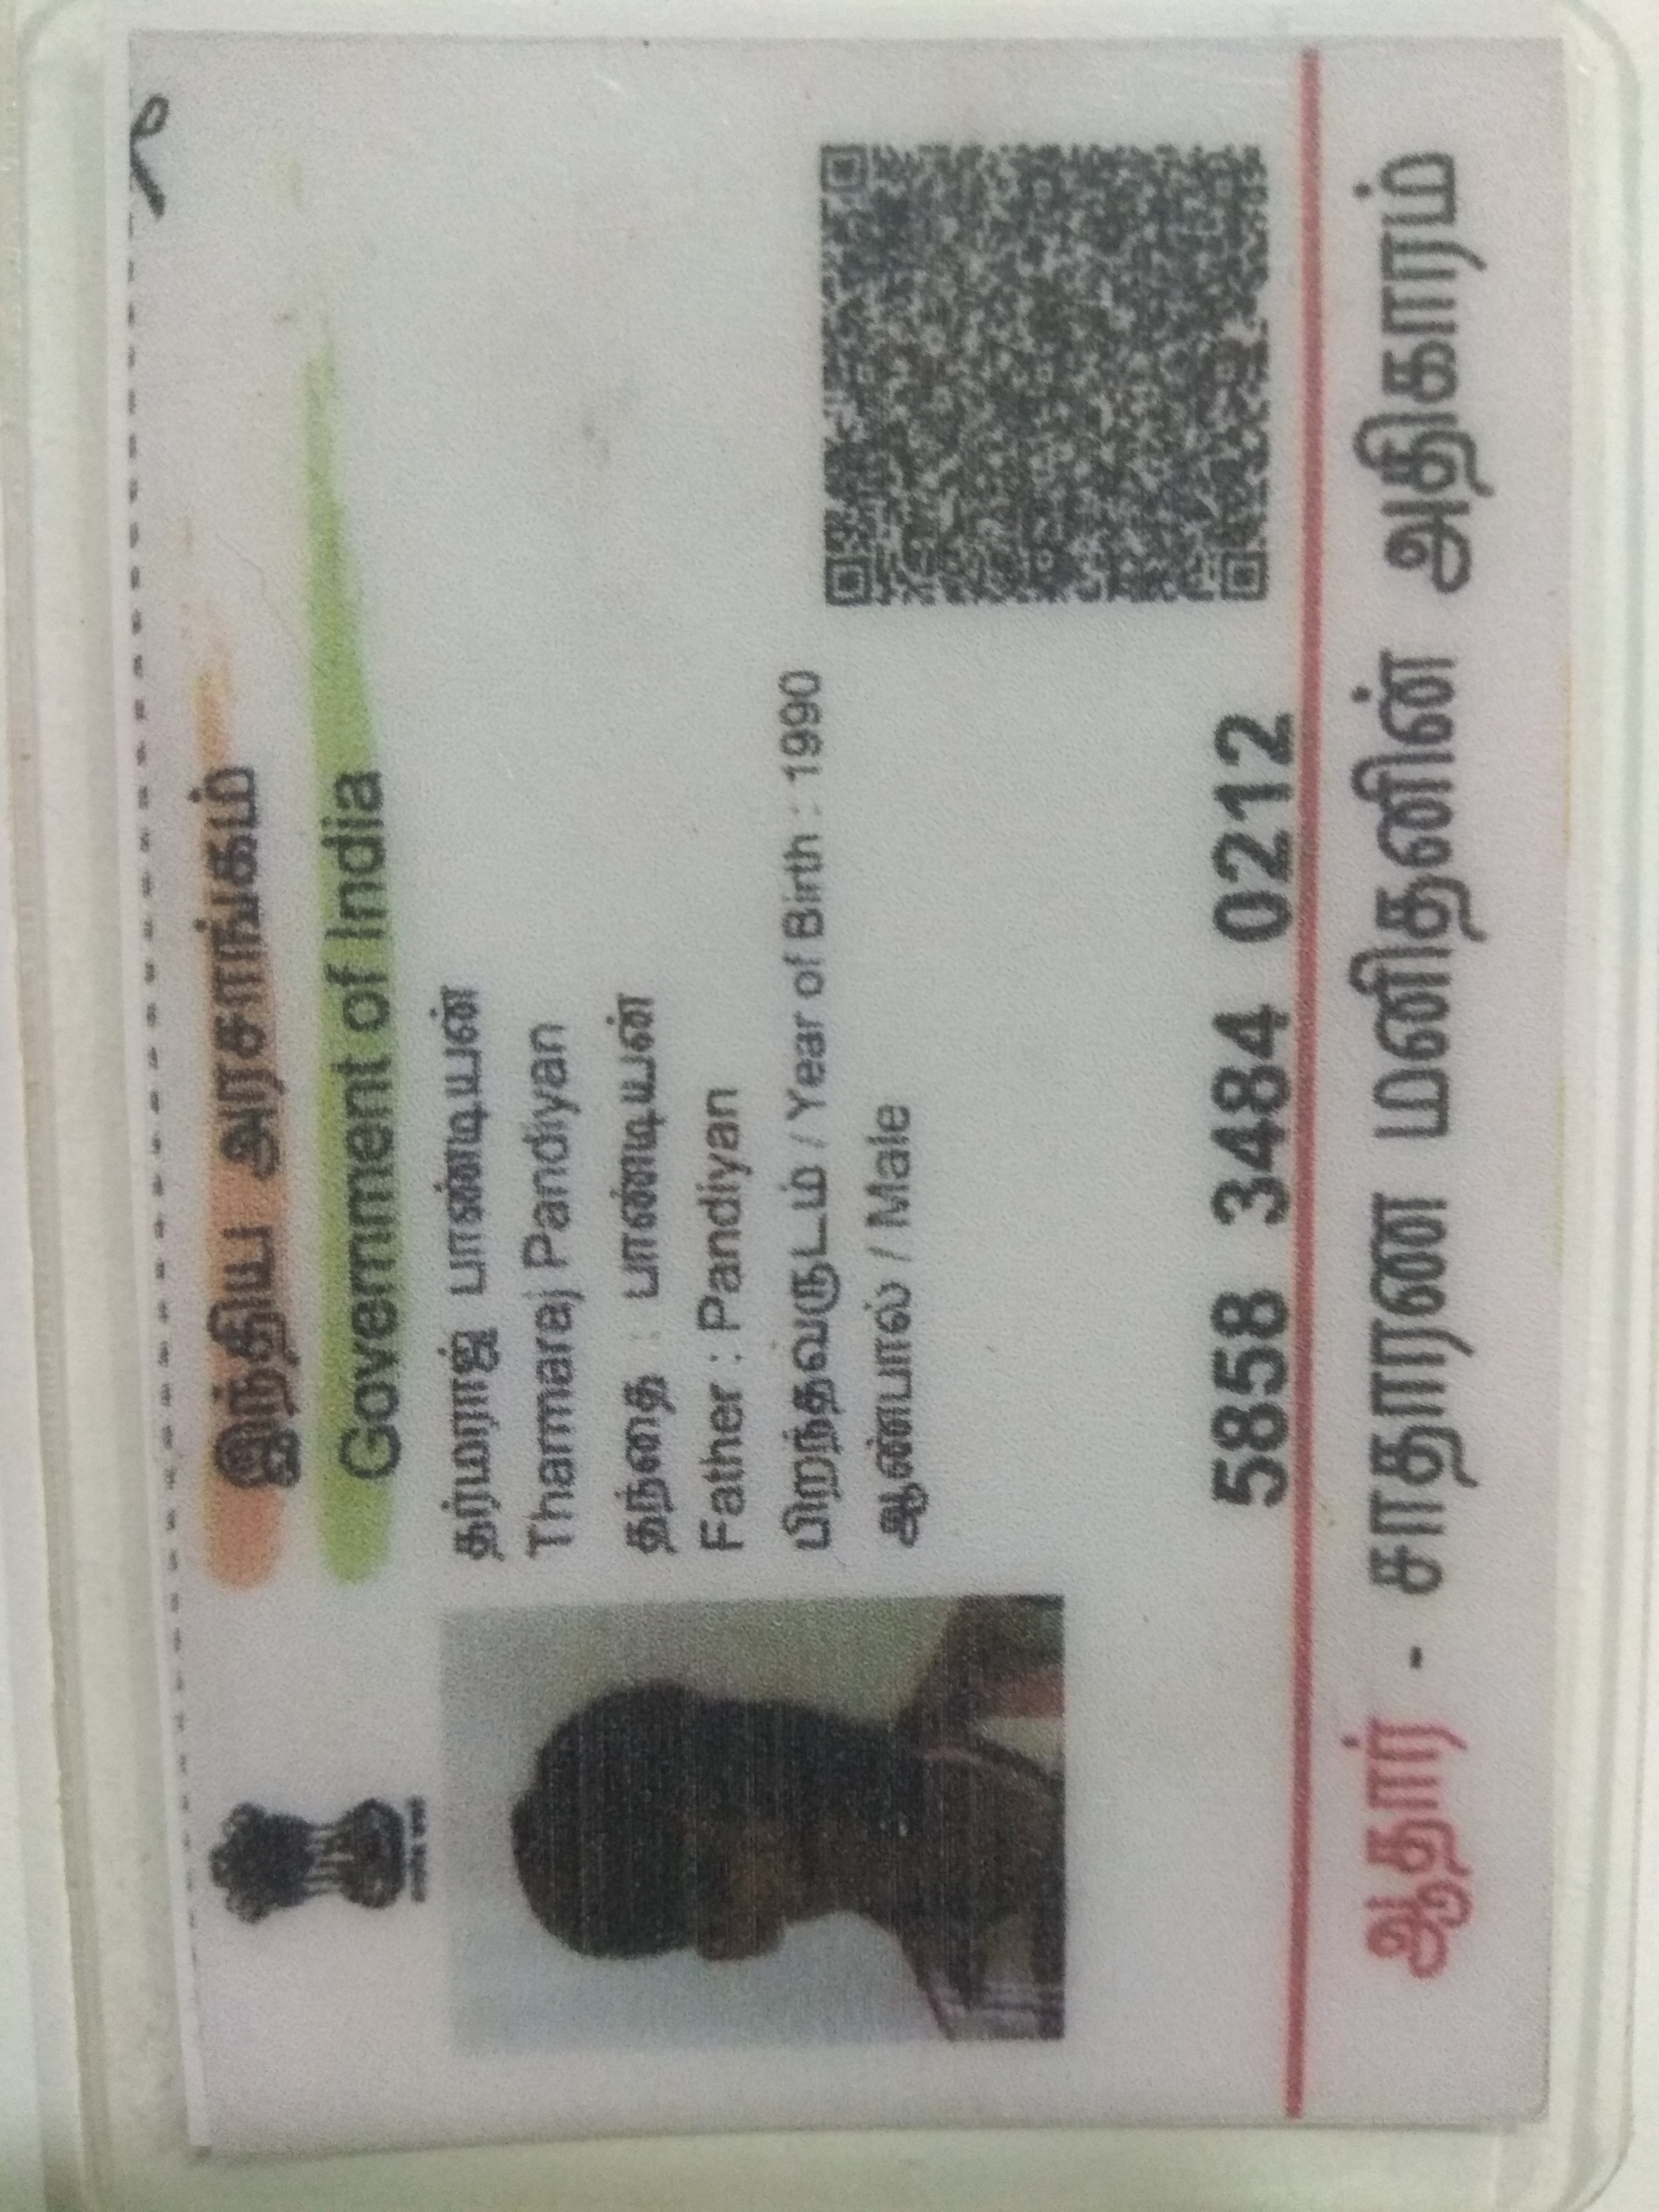 இந்திய அரசாங்கம்
Government of India
தர்மராஜ் பாண்டியன்
Tharmaraj Pandiyan
தந்தை : பாண்டியன்
Father : Pandiyan
பிறந்தவருடம் / Year of Birth : 1990
ஆண்பால் / Male
5858 3484 0212
ஆதார் - சாதாரண மனிதனின் அதிகாரம்